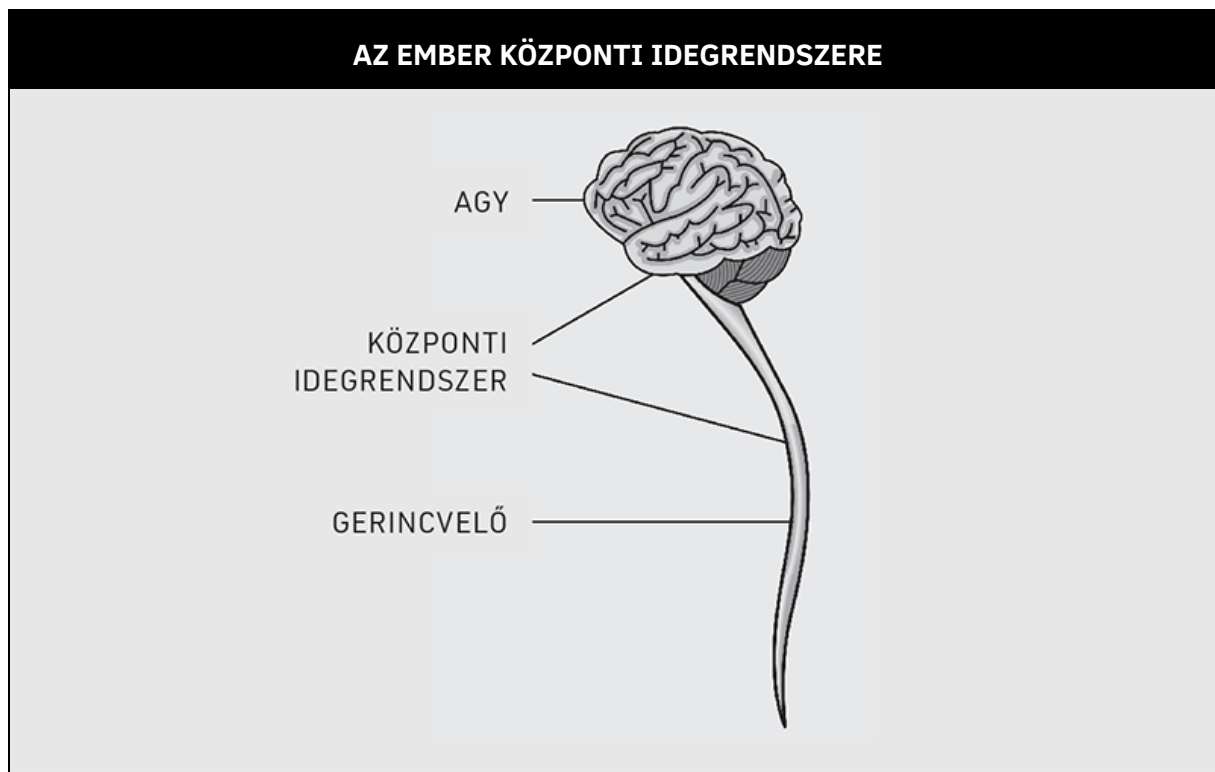 AZ EMBER KÖZPONTI IDEGRENDSZERE
AGY
KÖZPONTI
IDEGRENDSZER
GERINCVELŐ